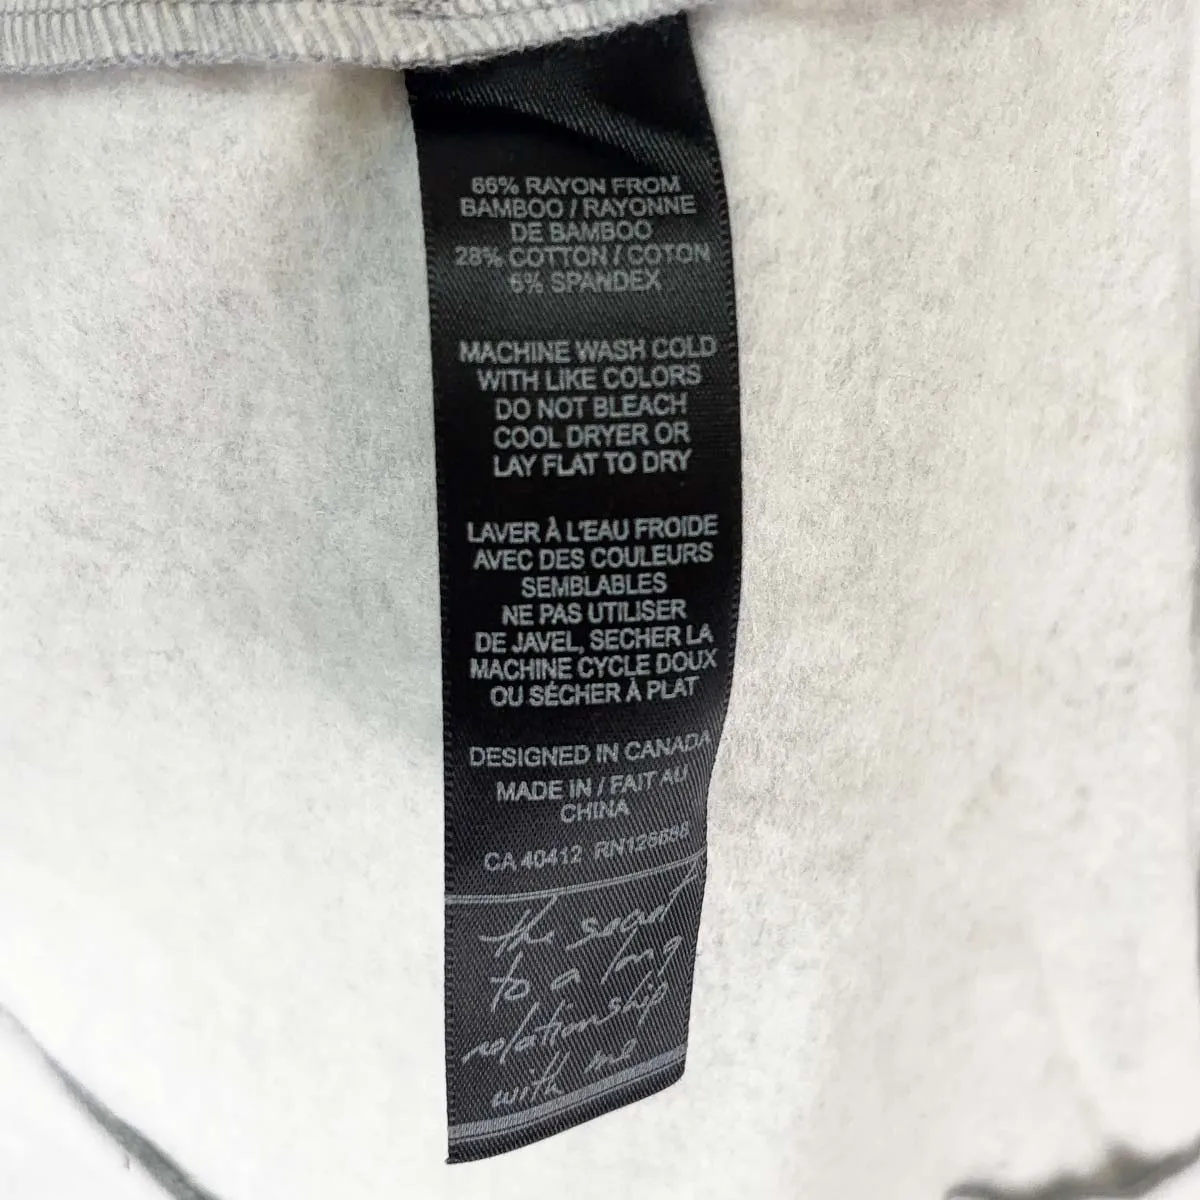 66% RAYON FROM
BAMBOO / RAYONNE
DE BAMBOO
28% COTTON / COTON
6% SPANDEX
MACHINE WASH COLD
WITH LIKE COLORS
DO NOT BLEACH
COOL DRYER OR
LAY FLAT TO DRY
LAVER À L'EAU FROIDE
AVEC DES COULEURS
SEMBLABLES
NE PAS UTILISER
DE JAVEL, SECHER LA
MACHINE CYCLE DOUX
OU SÉCHER À PLAT
DESIGNED IN CANADA
MADE IN / FAIT AU
CHINA
CA 40412
the secret
to a long
relationship
with me